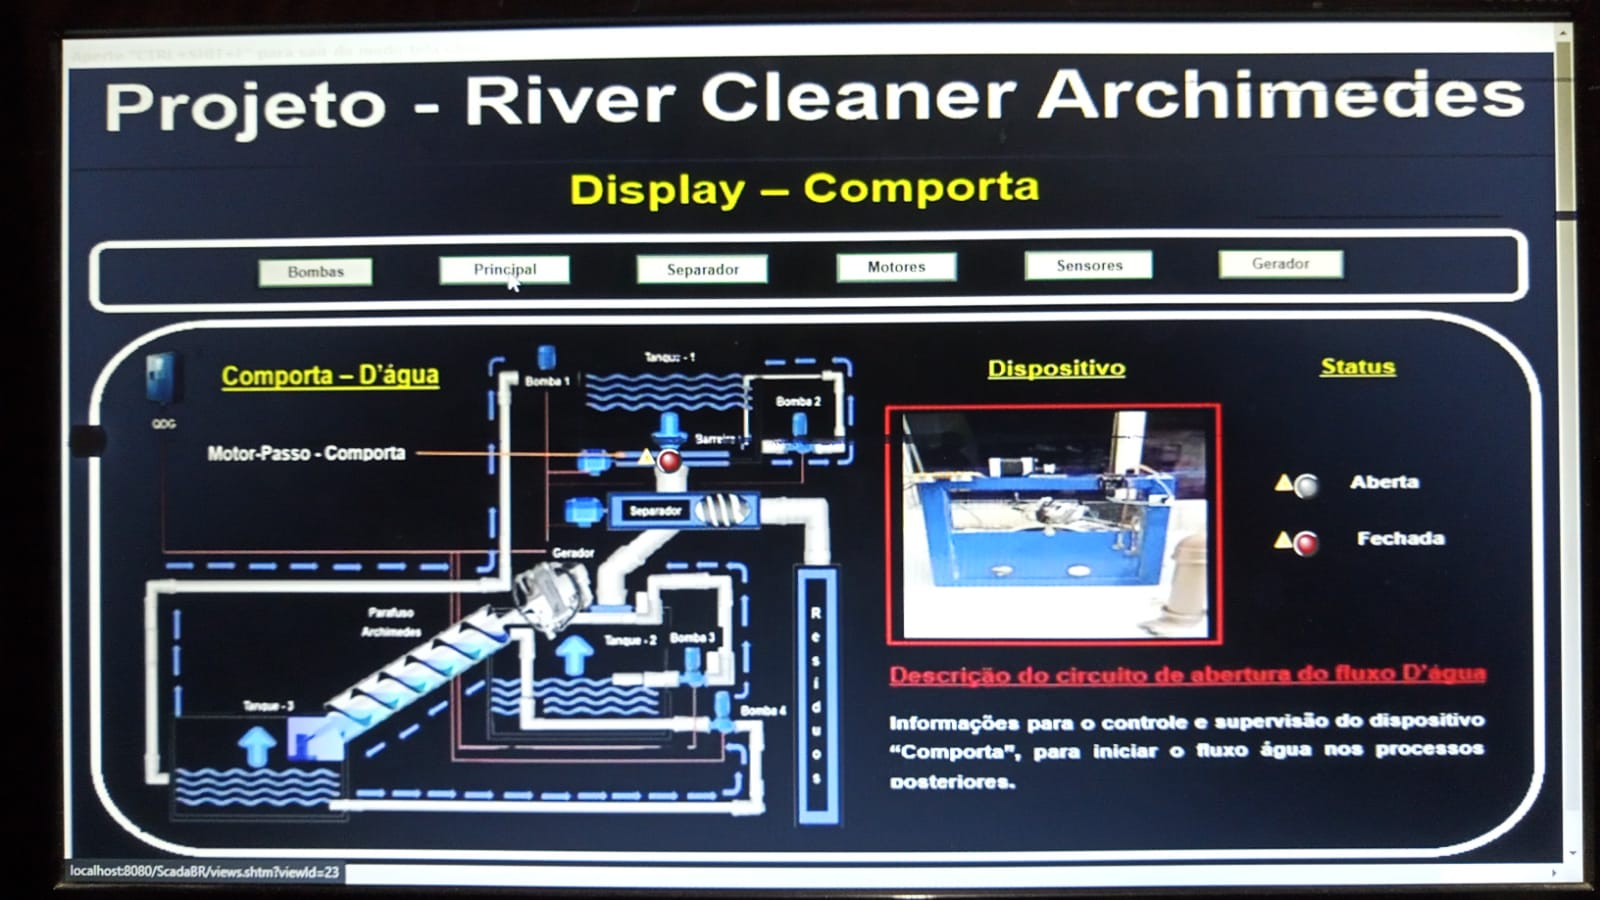 Projeto - River Cleaner Archimedes
Display – Comporta
Bombas
Principal
Separador
Motores
Sensores
Gerador
Comporta – D'água
QDG
Motor-Passo - Comporta
Bomba 1
Tanque - 1
Bomba 2
Barreira
Separador
Gerador
Parafuso
Archimedes
Tanque - 2
Bomba 3
Tanque - 3
Bomba 4
Resíduos
Dispositivo
Status
Aberta
Fechada
Descrição do circuito de abertura do fluxo D'água
Informações para o controle e supervisão do dispositivo
“Comporta”, para iniciar o fluxo água nos processos
posteriores.
localhost:8080/ScadaBR/views.shtm?viewId=23